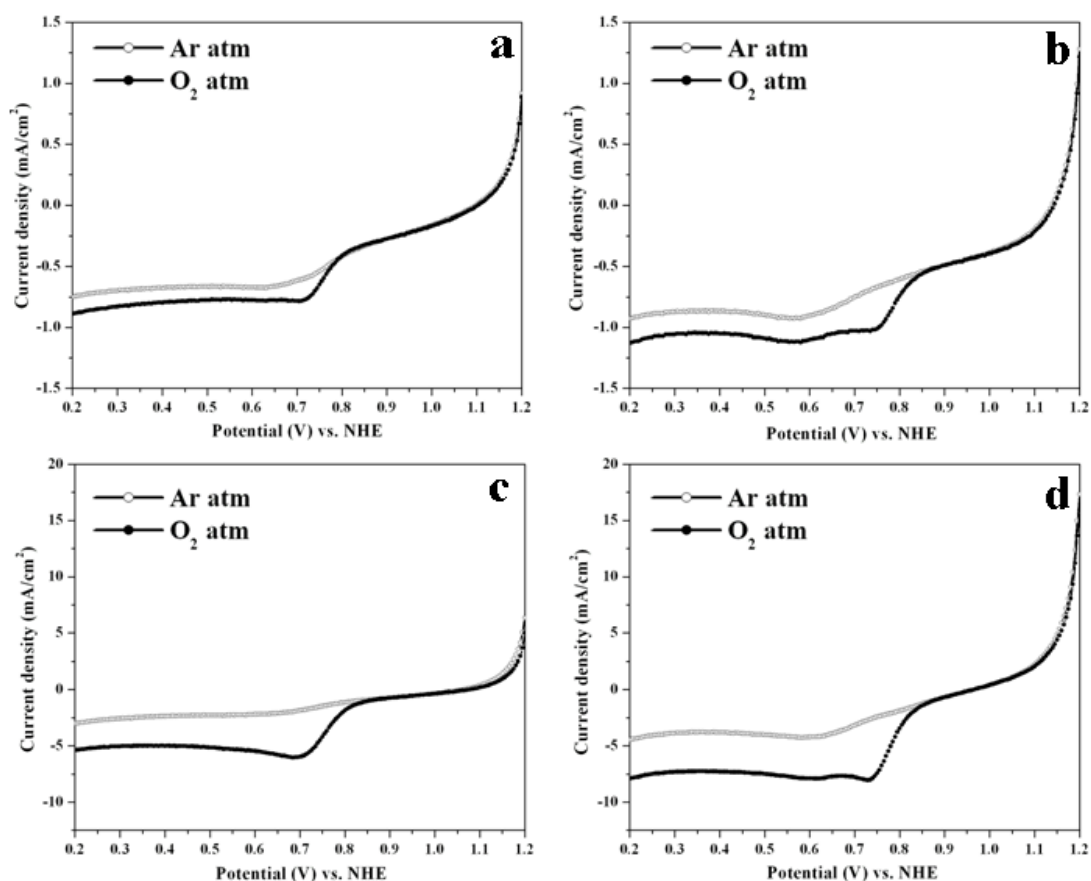 a
Ar atm
O₂ atm
Current density (mA/cm²)
1.5
1.0
0.5
0.0
-0.5
-1.0
-1.5
0.2 0.3 0.4 0.5 0.6 0.7 0.8 0.9 1.0 1.1 1.2
Potential (V) vs. NHE
b
Ar atm
O₂ atm
Current density (mA/cm²)
1.5
1.0
0.5
0.0
-0.5
-1.0
-1.5
0.2 0.3 0.4 0.5 0.6 0.7 0.8 0.9 1.0 1.1 1.2
Potential (V) vs. NHE
c
Ar atm
O₂ atm
Current density (mA/cm²)
20
15
10
5
0
-5
-10
0.2 0.3 0.4 0.5 0.6 0.7 0.8 0.9 1.0 1.1 1.2
Potential (V) vs. NHE
d
Ar atm
O₂ atm
Current density (mA/cm²)
20
15
10
5
0
-5
-10
0.2 0.3 0.4 0.5 0.6 0.7 0.8 0.9 1.0 1.1 1.2
Potential (V) vs. NHE